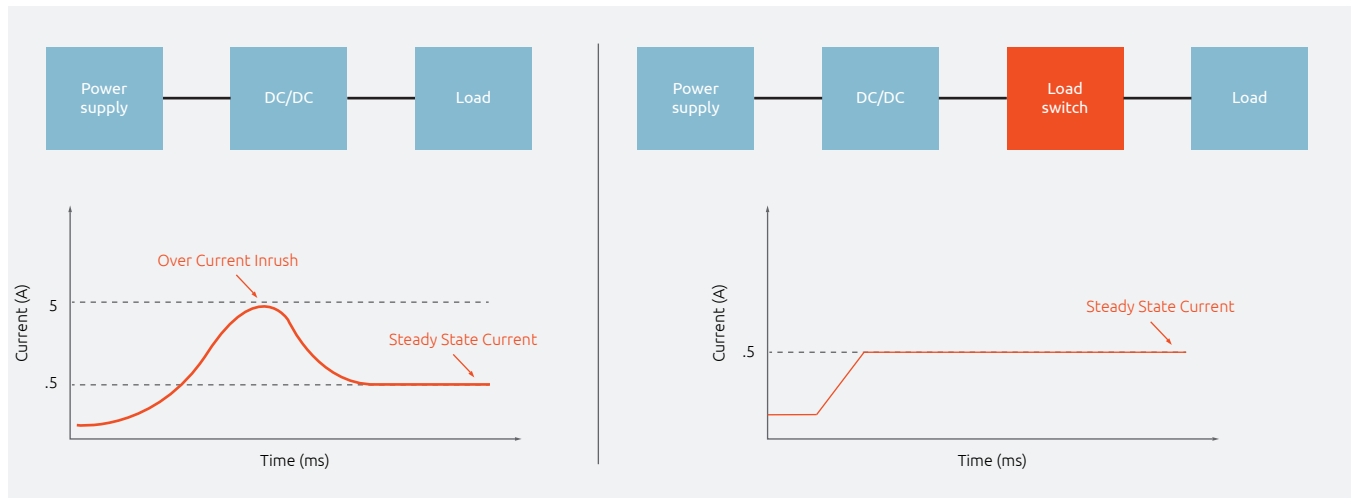 Power
supply
DC/DC
Load
Power
supply
DC/DC
Load
switch
Load
Over Current Inrush
Steady State Current
Current (A)
5
.5
Time (ms)
Steady State Current
Current (A)
.5
Time (ms)